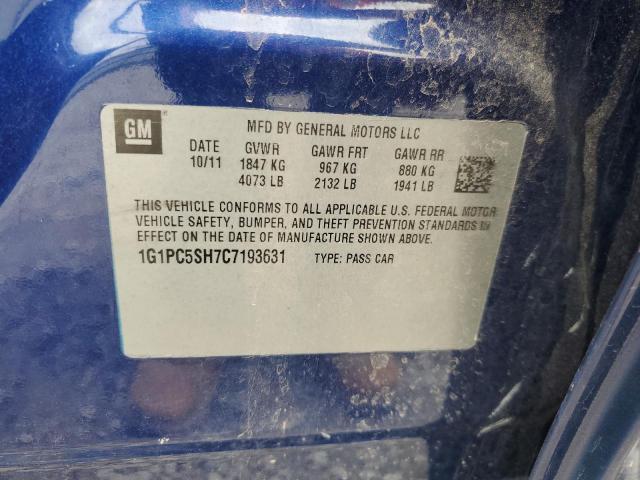 GM
MFD BY GENERAL MOTORS LLC
DATE GVWR GAWR FRT GAWR RR
10/11 1847 KG 967 KG 880 KG
4073 LB 2132 LB 1941 LB
THIS VEHICLE CONFORMS TO ALL APPLICABLE U.S. FEDERAL MOTOR
VEHICLE SAFETY, BUMPER, AND THEFT PREVENTION STANDARDS IN
EFFECT ON THE DATE OF MANUFACTURE SHOWN ABOVE.
1G1PC5SH7C7193631 TYPE: PASS CAR